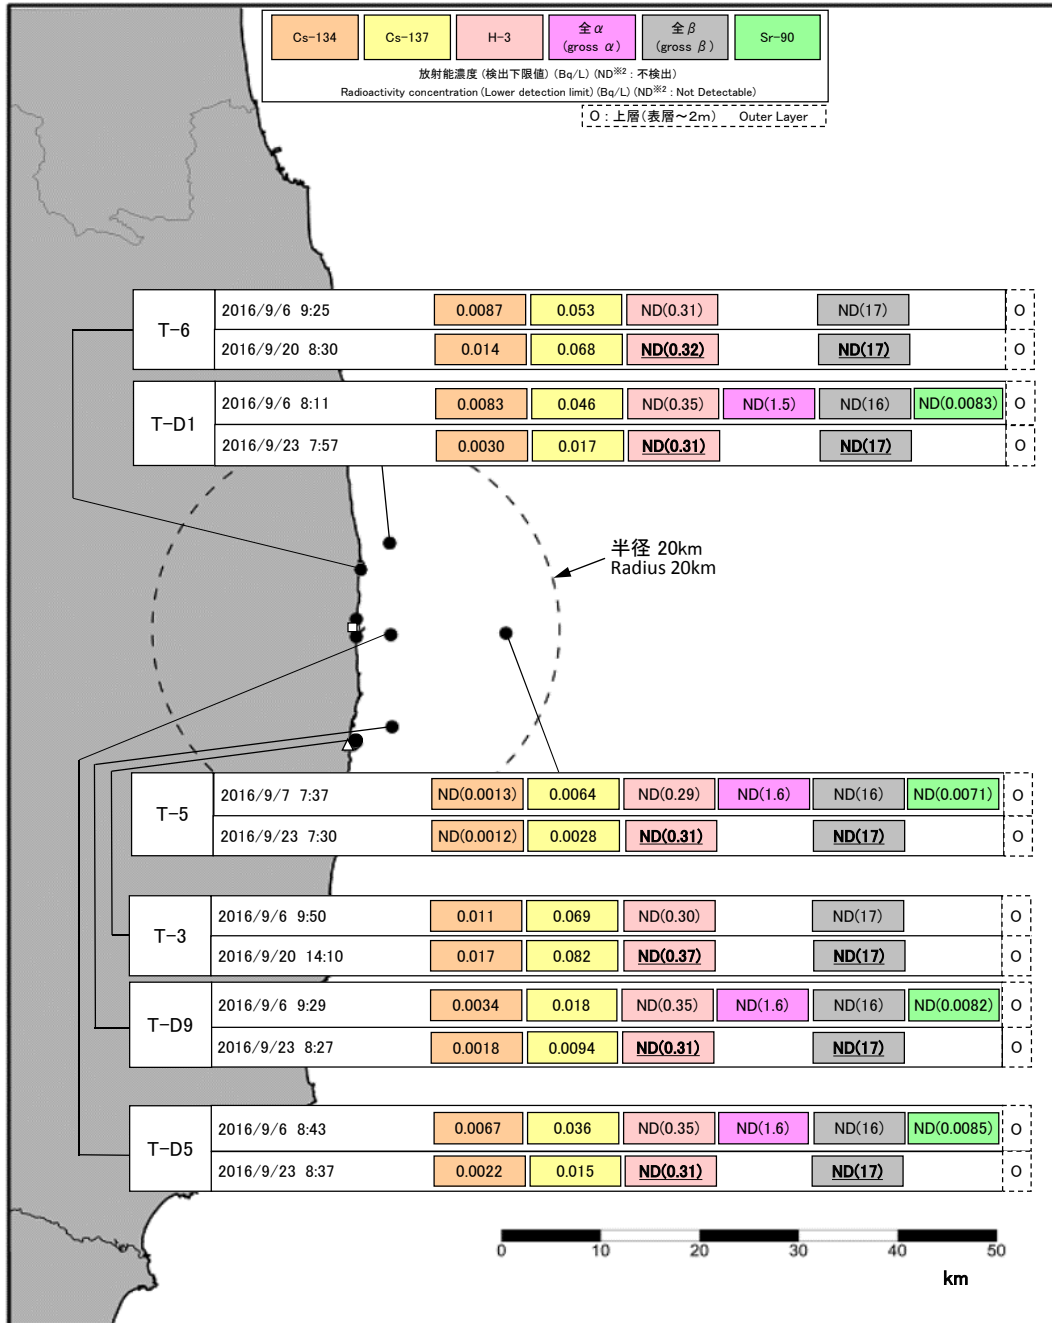 Cs-134 Cs-137 H-3 全α 全β Sr-90
(gross α) (gross β)
放射能濃度 (検出下限値) (Bq/L) (ND※2 : 不検出)
Radioactivity concentration (Lower detection limit) (Bq/L) (ND※2 : Not Detectable)
O : 上層(表層～2m) Outer Layer
T-6
2016/9/6 9:25 0.0087 0.053 ND(0.31) ND(17) O
2016/9/20 8:30 0.014 0.068 ND(0.32) ND(17) O
T-D1
2016/9/6 8:11 0.0083 0.046 ND(0.35) ND(1.5) ND(16) ND(0.0083) O
2016/9/23 7:57 0.0030 0.017 ND(0.31) ND(17) O
半径 20km
Radius 20km
T-5
2016/9/7 7:37 ND(0.0013) 0.0064 ND(0.29) ND(1.6) ND(16) ND(0.0071) O
2016/9/23 7:30 ND(0.0012) 0.0028 ND(0.31) ND(17) O
T-3
2016/9/6 9:50 0.011 0.069 ND(0.30) ND(17) O
2016/9/20 14:10 0.017 0.082 ND(0.37) ND(17) O
T-D9
2016/9/6 9:29 0.0034 0.018 ND(0.35) ND(1.6) ND(16) ND(0.0082) O
2016/9/23 8:27 0.0018 0.0094 ND(0.31) ND(17) O
T-D5
2016/9/6 8:43 0.0067 0.036 ND(0.35) ND(1.6) ND(16) ND(0.0085) O
2016/9/23 8:37 0.0022 0.015 ND(0.31) ND(17) O
0 10 20 30 40 50
km